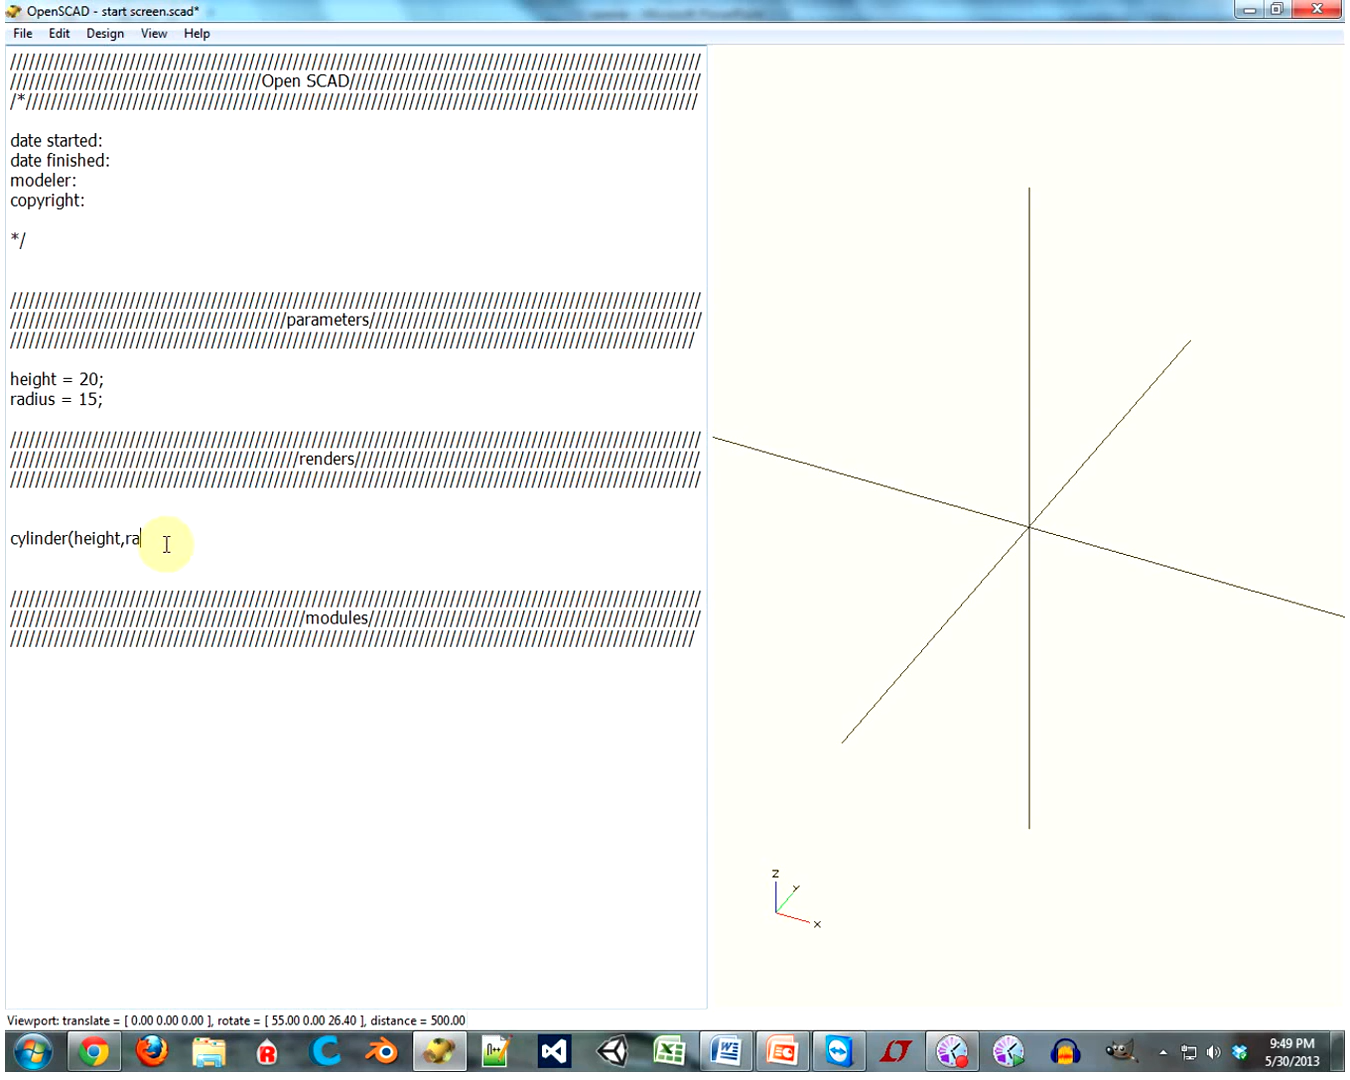 OpenSCAD - start screen.scad*
File Edit Design View Help
//////////////////////////////////////////////////////////////////////////////////////////////////////////////
////////////////////////////////////////Open SCAD////////////////////////////////////////////////////////
/*///////////////////////////////////////////////////////////////////////////////////////////////////////////
date started:
date finished:
modeler:
copyright:
*/
//////////////////////////////////////////////////////////////////////////////////////////////////////////////
////////////////////////////////////////////parameters/////////////////////////////////////////////////////
/////////////////////////////////////////////////////////////////////////////////////////////////////////////
height = 20;
radius = 15;
//////////////////////////////////////////////////////////////////////////////////////////////////////////////
//////////////////////////////////////////////renders///////////////////////////////////////////////////////
//////////////////////////////////////////////////////////////////////////////////////////////////////////////
cylinder(height,ra
//////////////////////////////////////////////////////////////////////////////////////////////////////////////
///////////////////////////////////////////////modules/////////////////////////////////////////////////////
/////////////////////////////////////////////////////////////////////////////////////////////////////////////
Z
Y
X
Viewport: translate = [ 0.00 0.00 0.00 ], rotate = [ 55.00 0.00 26.40 ], distance = 500.00
9:49 PM
5/30/2013